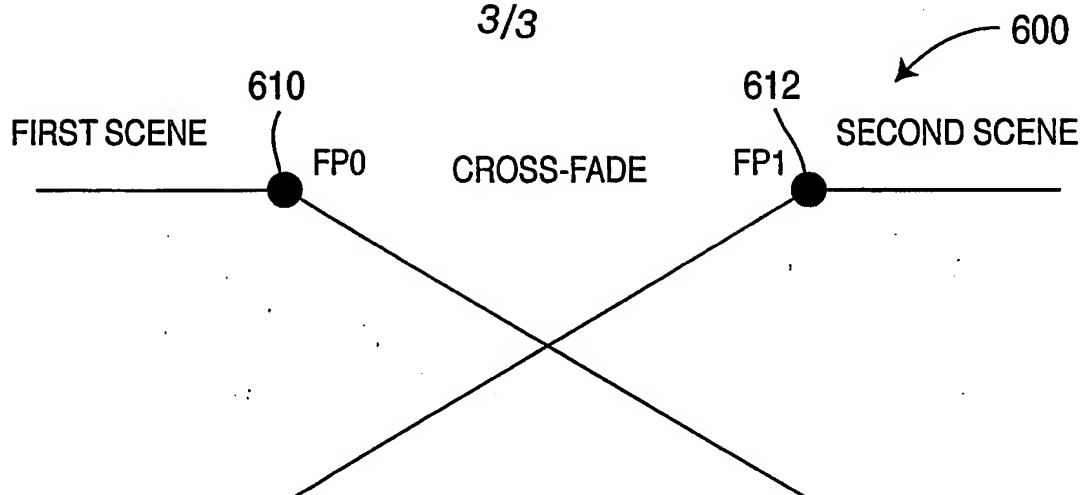 3/3
600
610
612
FIRST SCENE
SECOND SCENE
FP0
CROSS-FADE
FP1